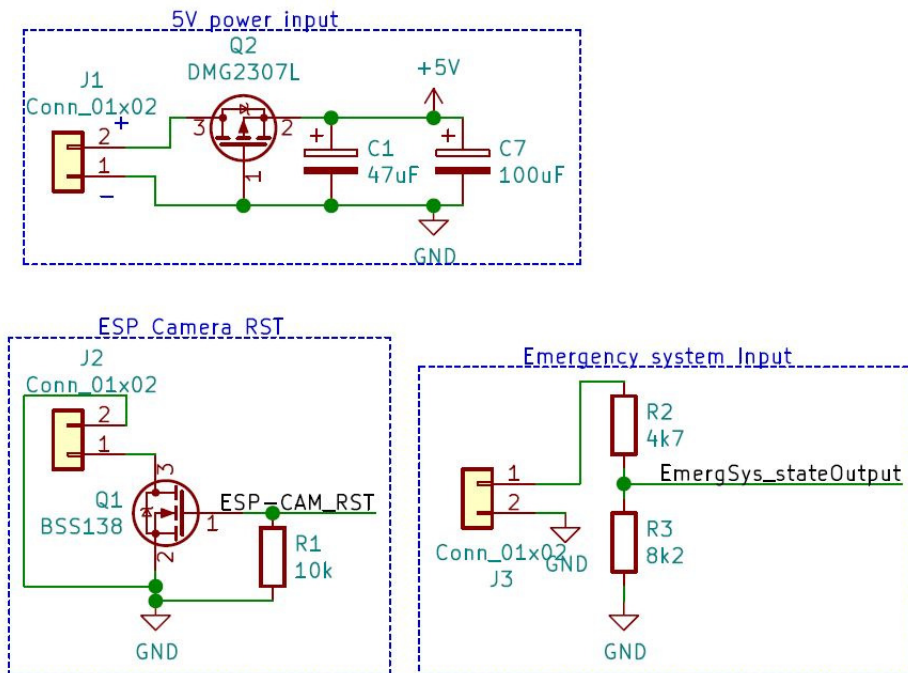 5V power input
Q2
DMG2307L
+5V
J1
Conn_01x02
+
2
1
-
3
2
1
+
C1
47uF
+
C7
100uF
GND
ESP Camera RST
J2
Conn_01x02
2
1
3
Q1
BSS138
1
ESP-CAM_RST
2
R1
10k
GND
Emergency system Input
R2
4k7
1
2
EmergSys_stateOutput
Conn_01x02
J3
GND
R3
8k2
GND